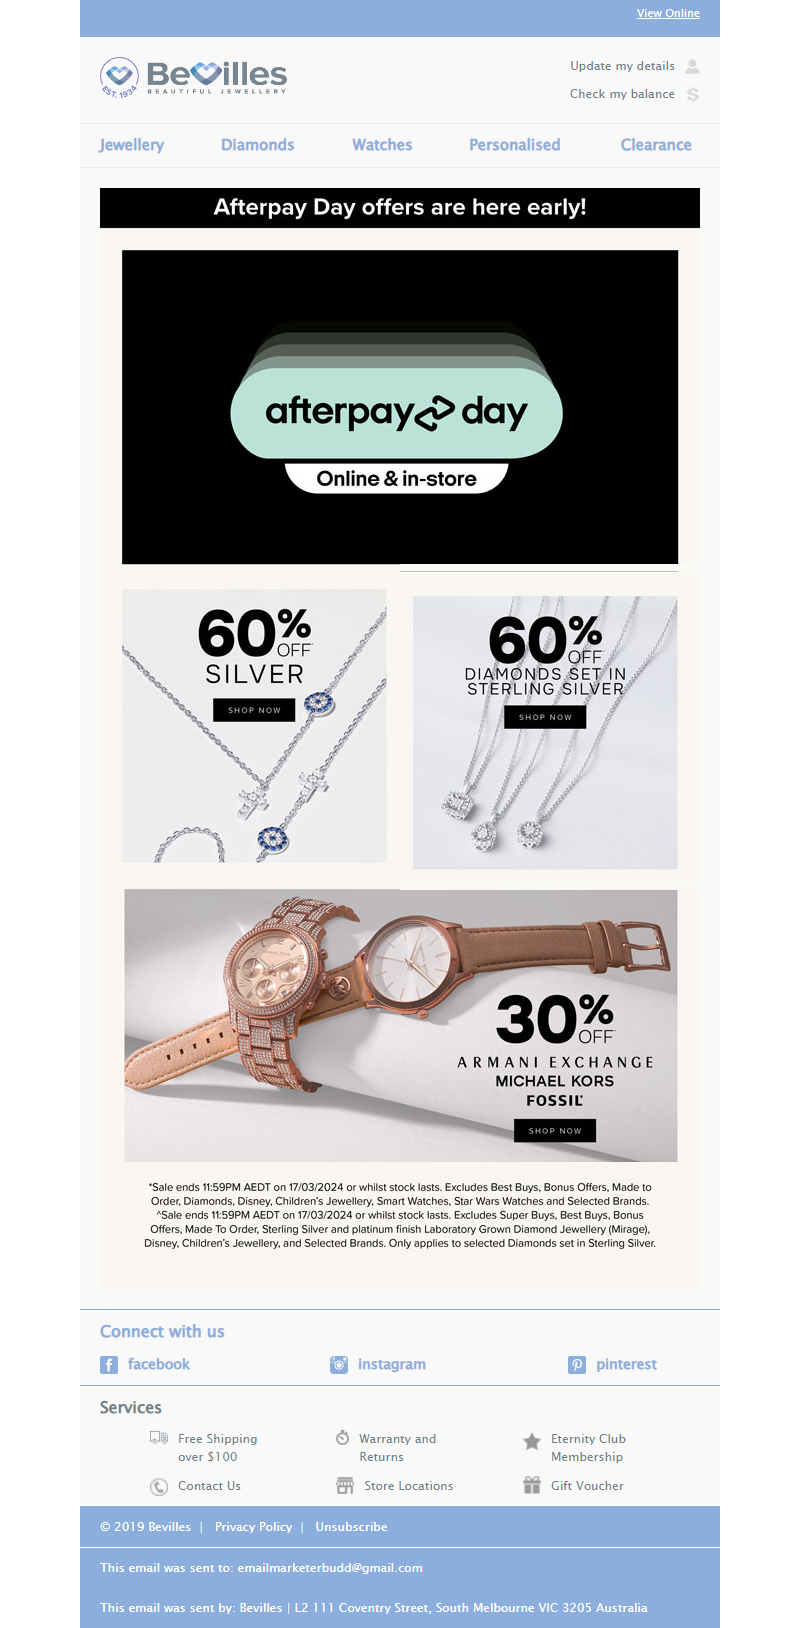 View Online
EST. 1934
BeVilles
BEAUTIFUL JEWELLERY
Update my details
Check my balance
Jewellery Diamonds Watches Personalised Clearance
Afterpay Day offers are here early!
afterpay day
Online & in-store
60%
OFF*
SILVER
SHOP NOW
60%
OFF^
DIAMONDS SET IN
STERLING SILVER
SHOP NOW
30%
OFF*
ARMANI EXCHANGE
MICHAEL KORS
FOSSIL
SHOP NOW
*Sale ends 11:59PM AEDT on 17/03/2024 or whilst stock lasts. Excludes Best Buys, Bonus Offers, Made to
Order, Diamonds, Disney, Children's Jewellery, Smart Watches, Star Wars Watches and Selected Brands.
^Sale ends 11:59PM AEDT on 17/03/2024 or whilst stock lasts. Excludes Super Buys, Best Buys, Bonus
Offers, Made To Order, Sterling Silver and platinum finish Laboratory Grown Diamond Jewellery (Mirage),
Disney, Children's Jewellery, and Selected Brands. Only applies to selected Diamonds set in Sterling Silver.
Connect with us
facebook instagram pinterest
Services
Free Shipping
over $100
Warranty and
Returns
Eternity Club
Membership
Contact Us
Store Locations
Gift Voucher
© 2019 Bevilles | Privacy Policy | Unsubscribe
This email was sent to: emailmarketerbudd@gmail.com
This email was sent by: Bevilles | L2 111 Coventry Street, South Melbourne VIC 3205 Australia